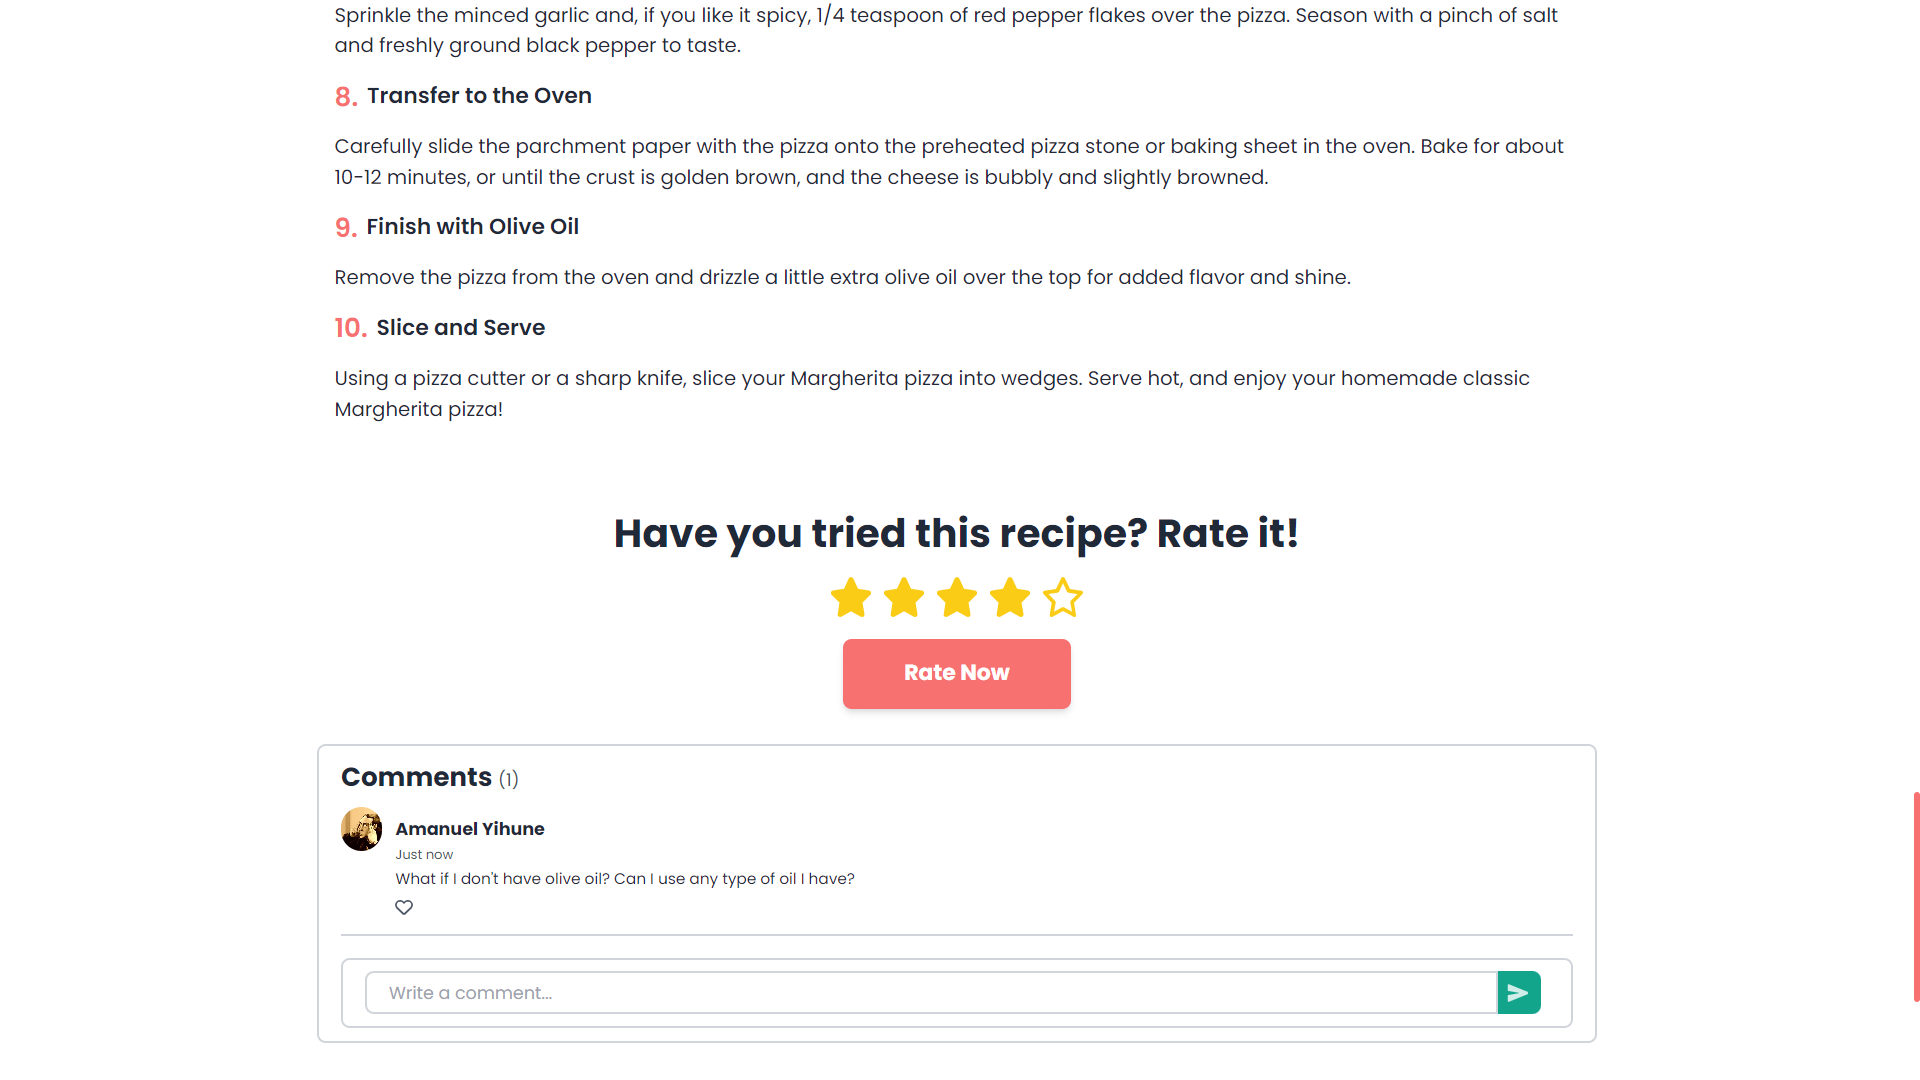 Sprinkle the minced garlic and, if you like it spicy, 1/4 teaspoon of red pepper flakes over the pizza. Season with a pinch of salt
and freshly ground black pepper to taste.
8. Transfer to the Oven
Carefully slide the parchment paper with the pizza onto the preheated pizza stone or baking sheet in the oven. Bake for about
10-12 minutes, or until the crust is golden brown, and the cheese is bubbly and slightly browned.
9. Finish with Olive Oil
Remove the pizza from the oven and drizzle a little extra olive oil over the top for added flavor and shine.
10. Slice and Serve
Using a pizza cutter or a sharp knife, slice your Margherita pizza into wedges. Serve hot, and enjoy your homemade classic
Margherita pizza!
Have you tried this recipe? Rate it!
Rate Now
Comments (1)
Amanuel Yihune
Just now
What if I don't have olive oil? Can I use any type of oil I have?
Write a comment...